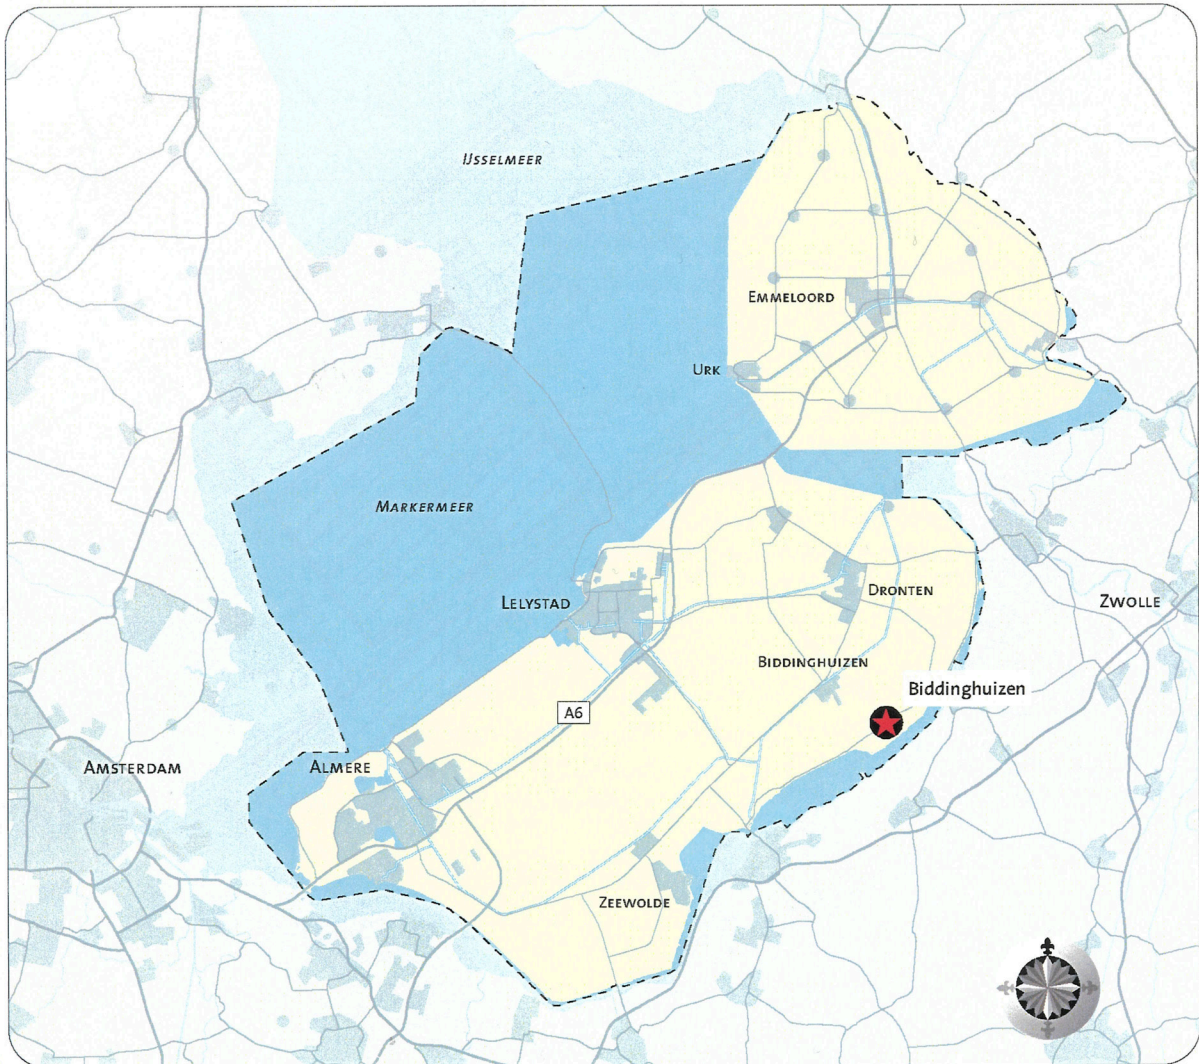 IJSSELMEER
EMMELOORD
URK
MARKERMEER
LELYSTAD
DRONTEN
ZWOLLE
BIDDINGHUIZEN
Biddinghuizen
A6
AMSTERDAM
ALMERE
ZEEWOLDE